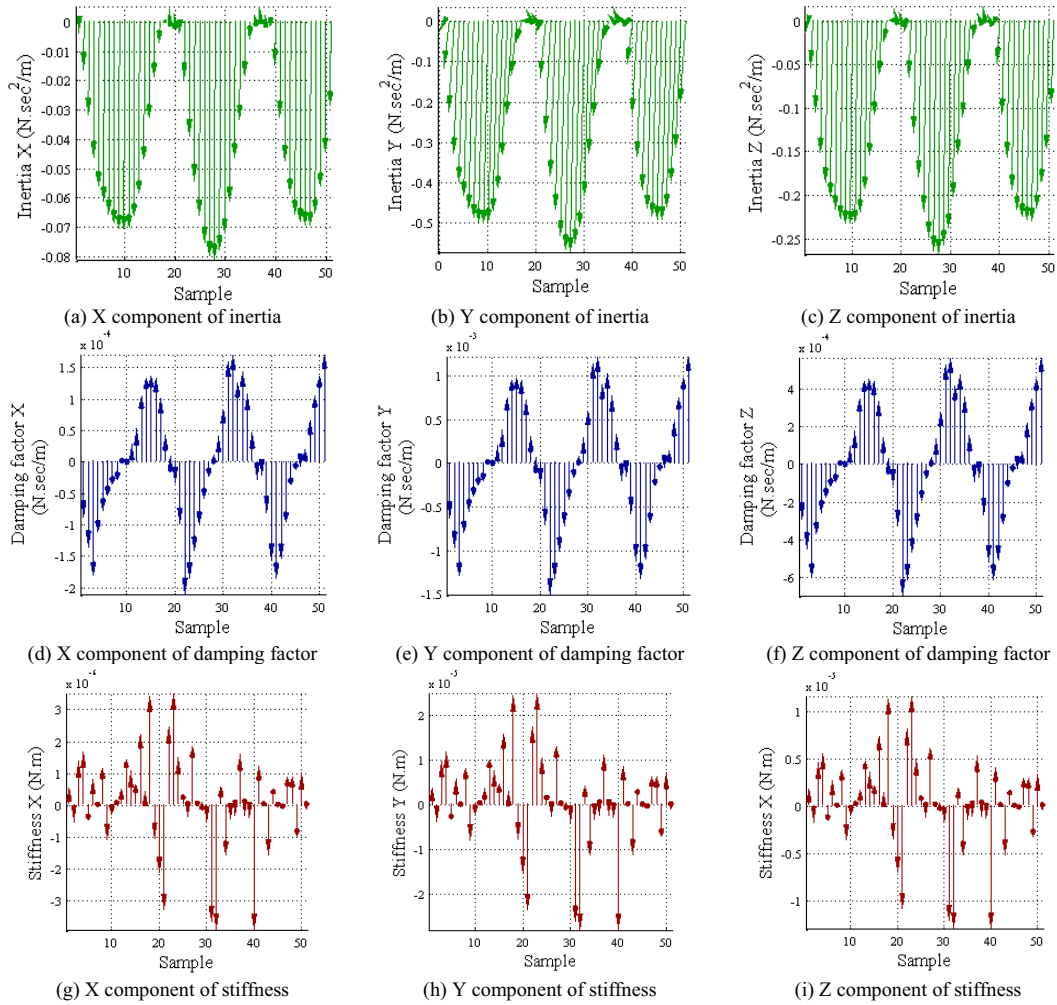 0
-0.01
-0.02
-0.03
-0.04
-0.05
-0.06
-0.07
-0.08
10 20 30 40 50
Inertia X (N.sec²/m)
Sample
(a) X component of inertia
0
-0.1
-0.2
-0.3
-0.4
-0.5
0 10 20 30 40 50
Inertia Y (N.sec²/m)
Sample
(b) Y component of inertia
0
-0.05
-0.1
-0.15
-0.2
-0.25
10 20 30 40 50
Inertia Z (N.sec²/m)
Sample
(c) Z component of inertia
x 10⁻⁴
1.5
1
0.5
0
-0.5
-1
-1.5
-2
10 20 30 40 50
Damping factor X
(N.sec/m)
Sample
(d) X component of damping factor
x 10⁻³
1
0.5
0
-0.5
-1
-1.5
10 20 30 40 50
Damping factor Y
(N.sec/m)
Sample
(e) Y component of damping factor
x 10⁻⁴
4
2
0
-2
-4
-6
10 20 30 40 50
Damping factor Z
(N.sec/m)
Sample
(f) Z component of damping factor
3
2
1
0
-1
-2
-3
10 20 30 40 50
Stiffness X (N.m)
Sample
(g) X component of stiffness
2
1
0
-1
-2
10 20 30 40 50
Stiffness Y (N.m)
Sample
(h) Y component of stiffness
1
0.5
0
-0.5
-1
10 20 30 40 50
Stiffness X (N.m)
Sample
(i) Z component of stiffness